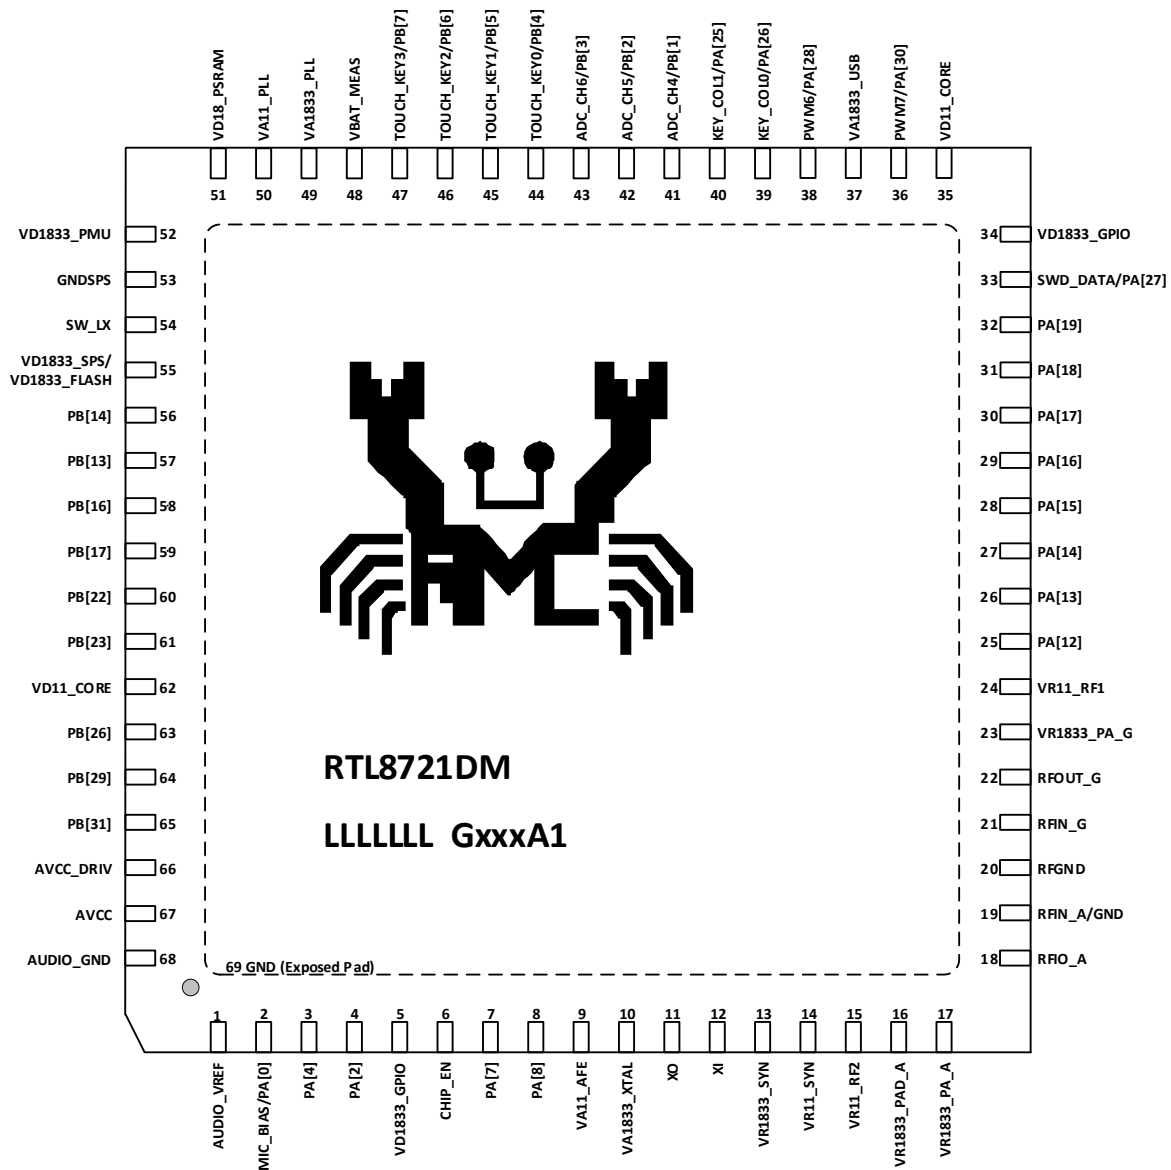 VD18_PSRAM
VA11_PLL
VA1833_PLL
VBAT_MEAS
TOUCH_KEY3/PB[7]
TOUCH_KEY2/PB[6]
TOUCH_KEY1/PB[5]
TOUCH_KEY0/PB[4]
ADC_CH6/PB[3]
ADC_CH5/PB[2]
ADC_CH4/PB[1]
KEY_COL1/PA[25]
KEY_COL0/PA[26]
PWM6/PA[28]
VA1833_USB
PWM7/PA[30]
VD11_CORE
51 50 49 48 47 46 45 44 43 42 41 40 39 38 37 36 35
VD1833_PMU 52
GNDSPS 53
SW_LX 54
VD1833_SPS/
VD1833_FLASH 55
PB[14] 56
PB[13] 57
PB[16] 58
PB[17] 59
PB[22] 60
PB[23] 61
VD11_CORE 62
PB[26] 63
PB[29] 64
PB[31] 65
AVCC_DRIV 66
AVCC 67
AUDIO_GND 68
34 VD1833_GPIO
33 SWD_DATA/PA[27]
32 PA[19]
31 PA[18]
30 PA[17]
29 PA[16]
28 PA[15]
27 PA[14]
26 PA[13]
25 PA[12]
24 VR11_RF1
23 VR1833_PA_G
22 RFOUT_G
21 RFIN_G
20 RFGND
19 RFIN_A/GND
18 RFIO_A
RTL8721DM
LLLLLLL GxxxA1
69 GND (Exposed Pad)
1 2 3 4 5 6 7 8 9 10 11 12 13 14 15 16 17
AUDIO_VREF
MIC_BIAS/PA[0]
PA[4]
PA[2]
VD1833_GPIO
CHIP_EN
PA[7]
PA[8]
VA11_AFE
VA1833_XTAL
XO
XI
VR1833_SYN
VR11_SYN
VR11_RF2
VR1833_PAD_A
VR1833_PA_A